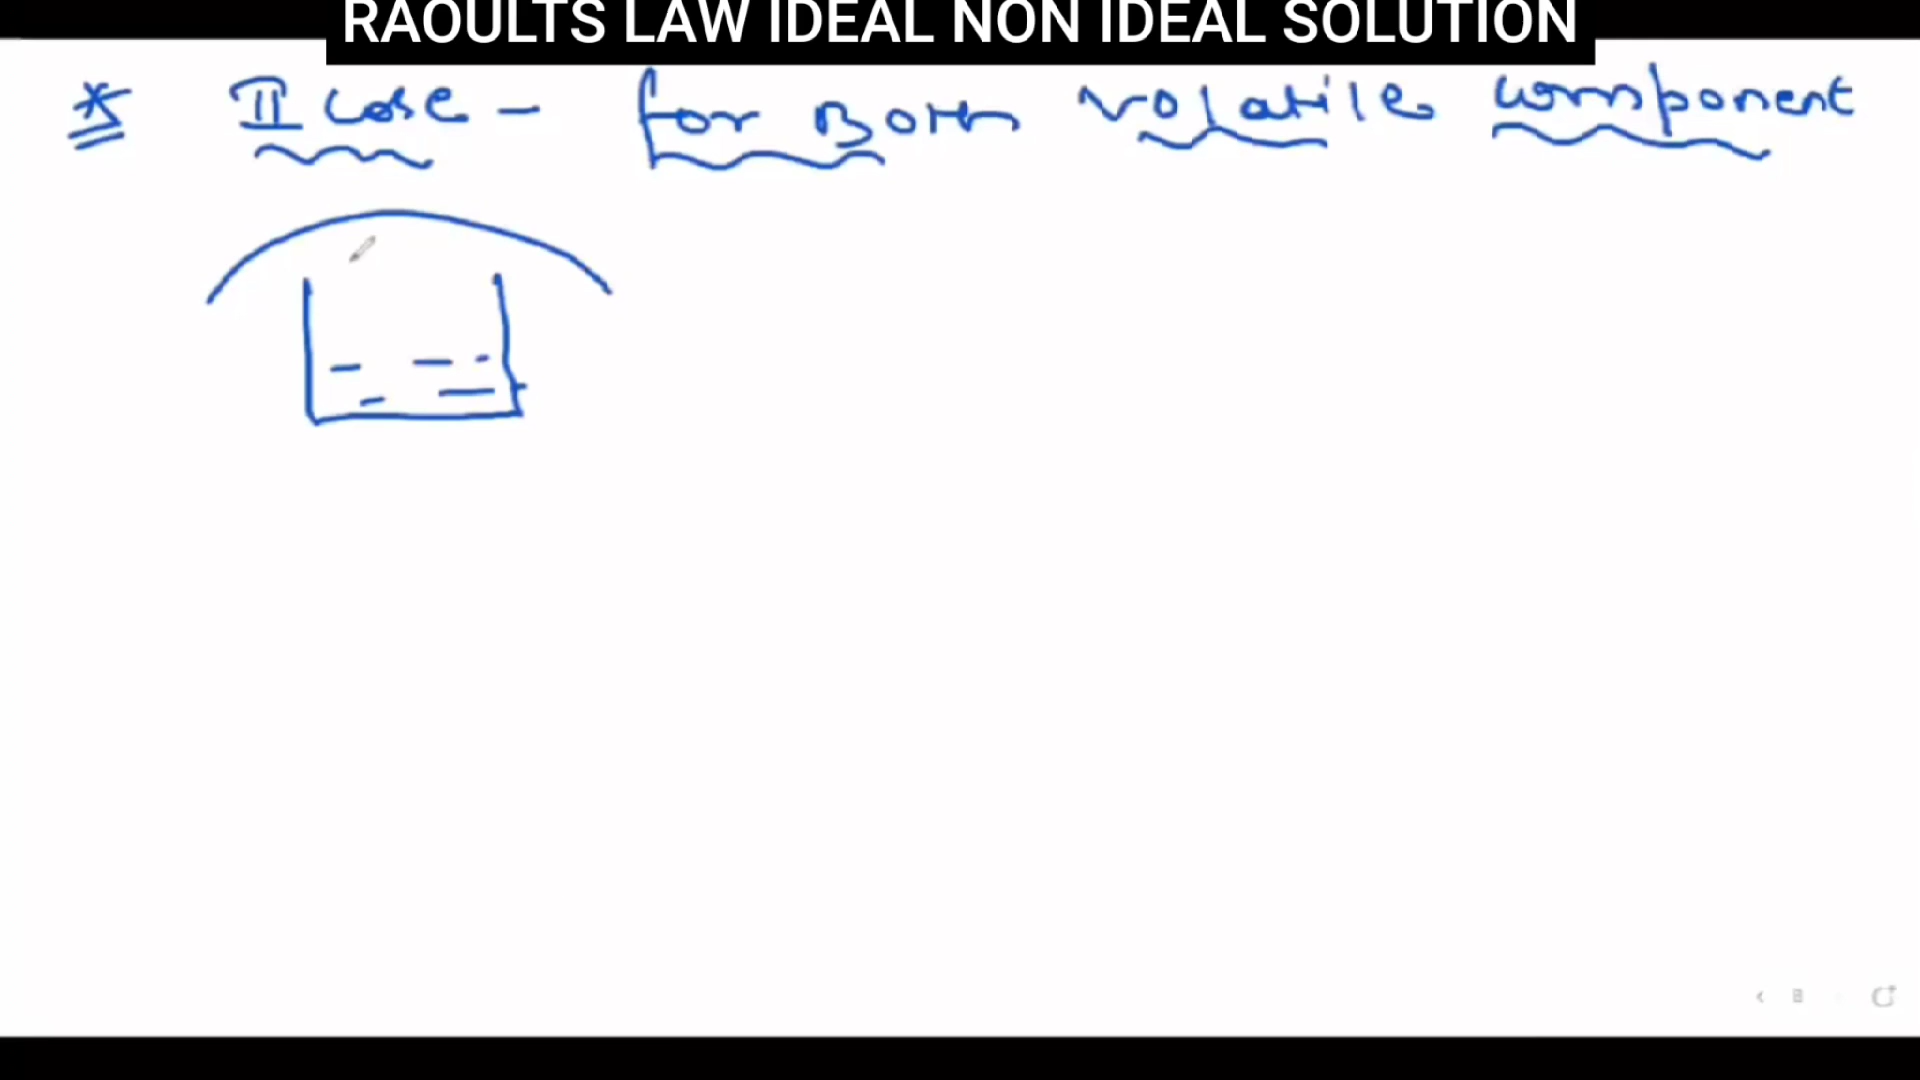 RAOULTS LAW IDEAL NON IDEAL SOLUTION
* II case - for Both volatile component